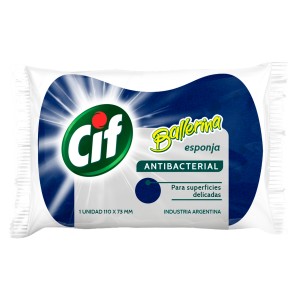 Cif
Ballerina
esponja
ANTIBACTERIAL
Para superficies
delicadas
1 UNIDAD 110 X 73 MM
INDUSTRIA ARGENTINA